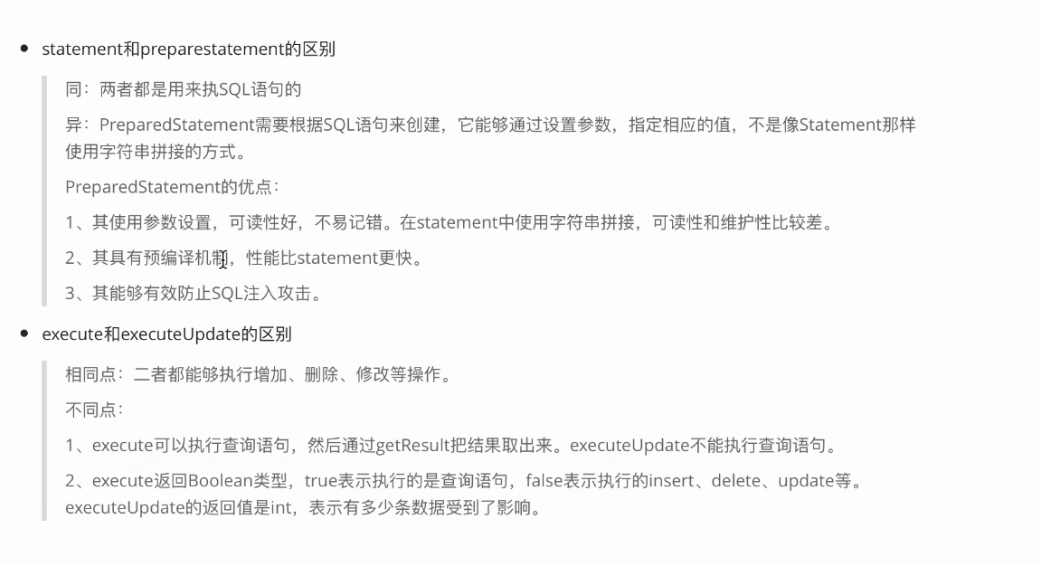 statement和preparestatement的区别
同：两者都是用来执SQL语句的
异：PreparedStatement需要根据SQL语句来创建，它能够通过设置参数，指定相应的值，不是像Statement那样
使用字符串拼接的方式。
PreparedStatement的优点：
1、其使用参数设置，可读性好，不易记错。在statement中使用字符串拼接，可读性和维护性比较差。
2、其具有预编译机制，性能比statement更快。
3、其能够有效防止SQL注入攻击。
execute和executeUpdate的区别
相同点：二者都能够执行增加、删除、修改等操作。
不同点：
1、execute可以执行查询语句，然后通过getResult把结果取出来。executeUpdate不能执行查询语句。
2、execute返回Boolean类型，true表示执行的是查询语句，false表示执行的insert、delete、update等。
executeUpdate的返回值是int，表示有多少条数据受到了影响。